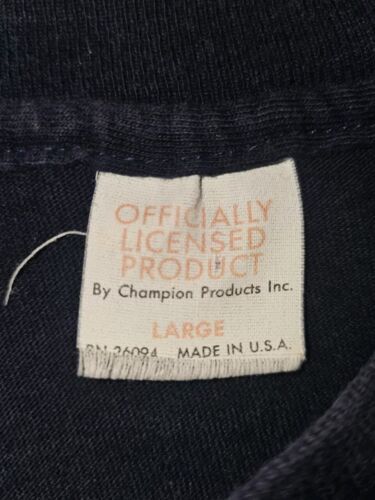 OFFICIALLY
LICENSED
PRODUCT
By Champion Products Inc.
LARGE
RN 26094 MADE IN U.S.A.